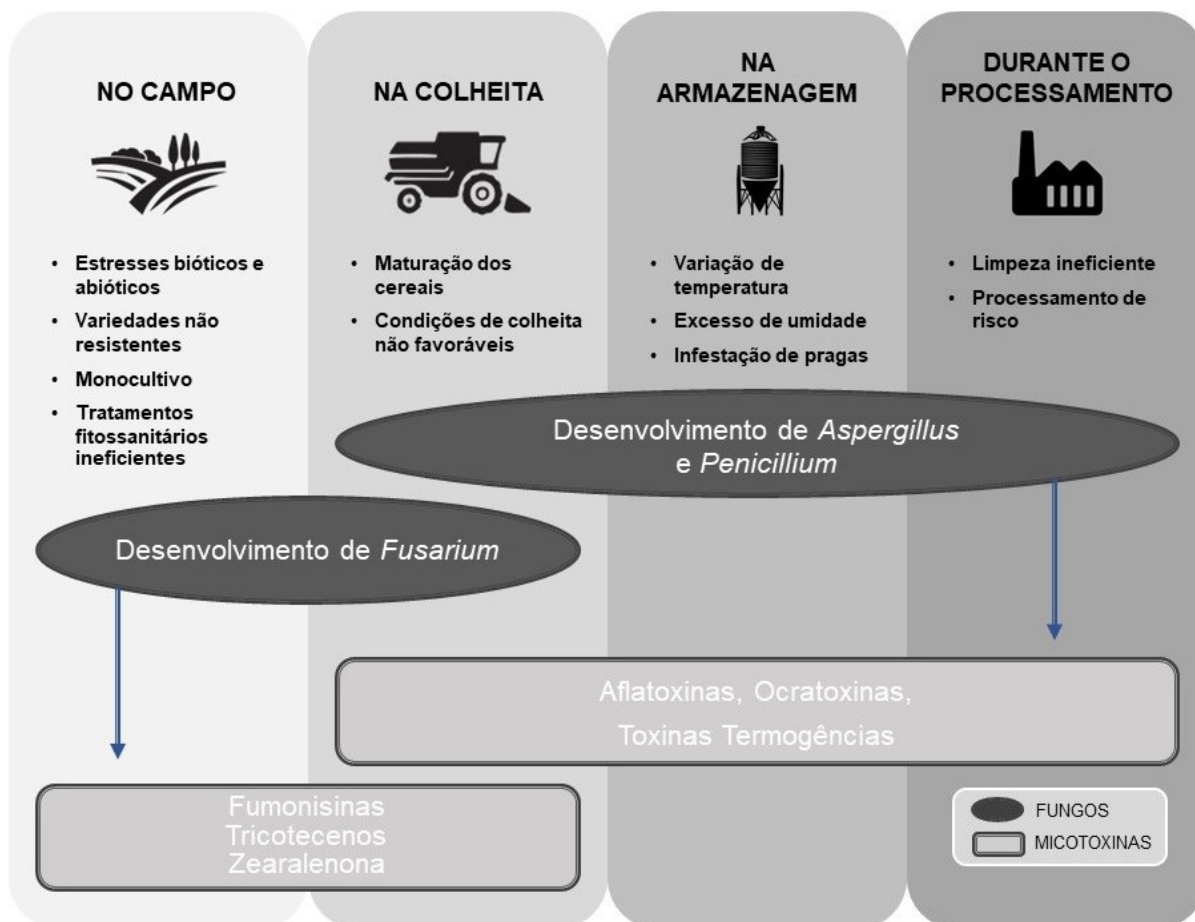 NO CAMPO
• Estresses bióticos e
abióticos
• Variedades não
resistentes
• Monocultivo
• Tratamentos
fitossanitários
ineficientes
NA COLHEITA
• Maturação dos
cereais
• Condições de colheita
não favoráveis
NA
ARMAZENAGEM
• Variação de
temperatura
• Excesso de umidade
• Infestação de pragas
DURANTE O
PROCESSAMENTO
• Limpeza ineficiente
• Processamento de
risco
Desenvolvimento de Aspergillus
e Penicillium
Desenvolvimento de Fusarium
Aflatoxinas, Ocratoxinas,
Toxinas Termogências
Fumonisinas
Tricotecenos
Zearalenona
FUNGOS
MICOTOXINAS